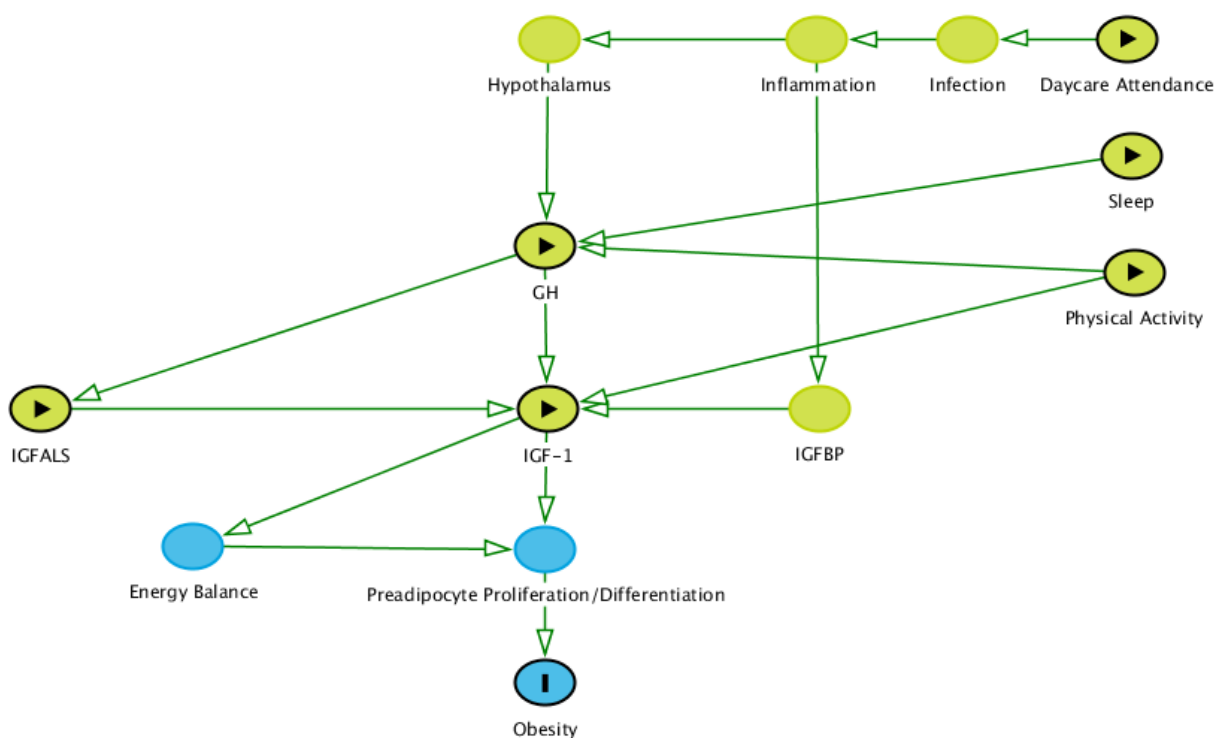 Hypothalamus
Inflammation
Infection
Daycare Attendance
Sleep
GH
Physical Activity
IGFALS
IGF-1
IGFBP
Energy Balance
Preadipocyte Proliferation/Differentiation
Obesity